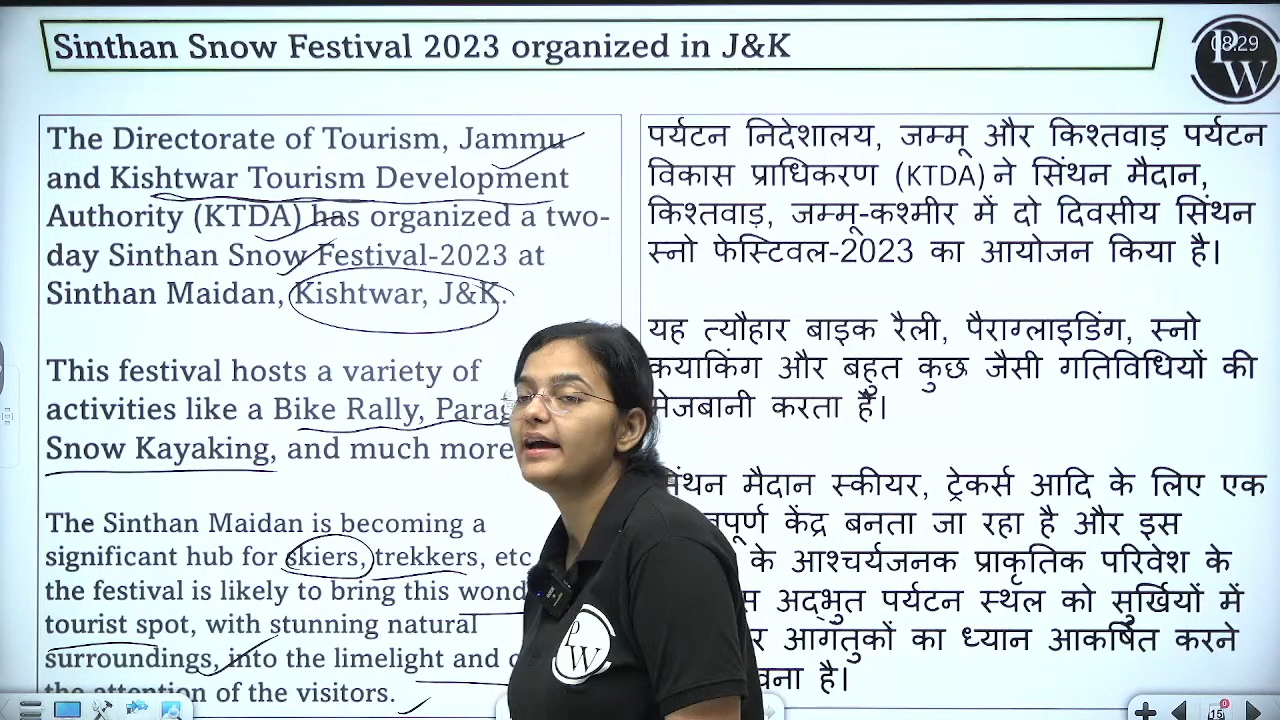 Sinthan Snow Festival 2023 organized in J&K
08:29
PW
The Directorate of Tourism, Jammu
and Kishtwar Tourism Development
Authority (KTDA) has organized a two-
day Sinthan Snow Festival-2023 at
Sinthan Maidan, Kishtwar, J&K.
This festival hosts a variety of
activities like a Bike Rally,
Snow Kayaking, and much more
The Sinthan Maidan is becoming a
significant hub for skiers, trekkers, etc
the festival is likely to bring this
tourist spot, with stunning natural
surroundings, into the limelight and
the attention of the visitors.
पर्यटन निदेशालय, जम्मू और किश्तवाड़ पर्यटन
विकास प्राधिकरण (KTDA) ने सिंथन मैदान,
किश्तवाड़, जम्मू-कश्मीर में दो दिवसीय सिंथन
स्नो फेस्टिवल-2023 का आयोजन किया है।
यह त्यौहार बाइक रैली, पैराग्लाइडिंग, स्नो
कयाकिंग और बहुत कुछ जैसी गतिविधियों की
मेजबानी करता है।
मैदान स्कीयर, ट्रेकर्स आदि के लिए एक
केंद्र बनता जा रहा है और इस
के आश्चर्यजनक प्राकृतिक परिवेश के
अद्भुत पर्यटन स्थल को सुर्खियों में
आगंतुकों का ध्यान आकर्षित करने
है।
PW
15